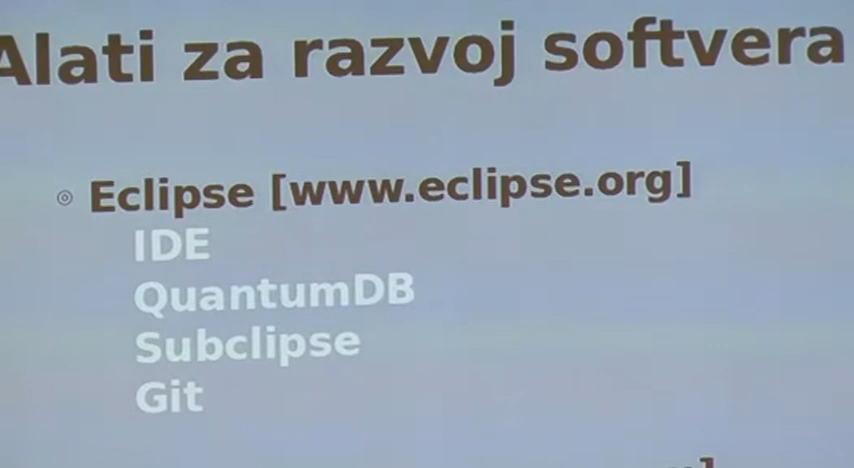 Alati za razvoj softvera
Eclipse [www.eclipse.org]
IDE
QuantumDB
Subclipse
Git